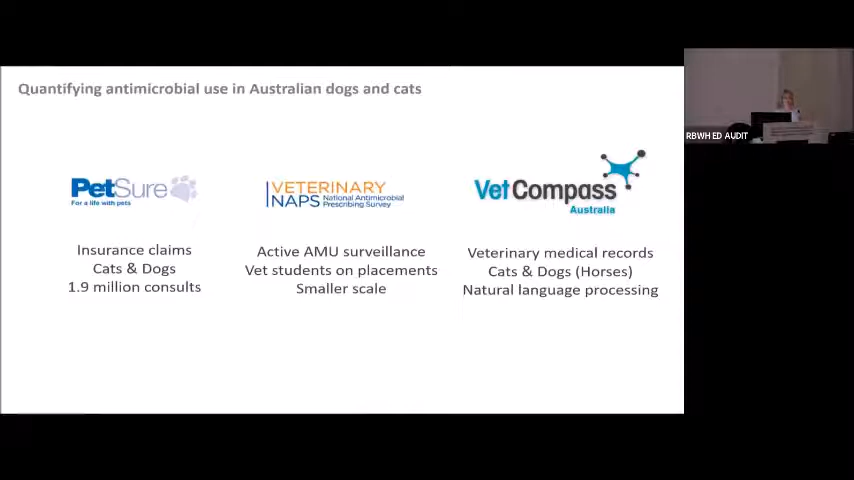 Quantifying antimicrobial use in Australian dogs and cats
PetSure
For a life with pets
Insurance claims
Cats & Dogs
1.9 million consults
VETERINARY
NAPS National Antimicrobial
Prescribing Survey
Active AMU surveillance
Vet students on placements
Smaller scale
VetCompass
Australia
Veterinary medical records
Cats & Dogs (Horses)
Natural language processing
RBWH ED AUDIT